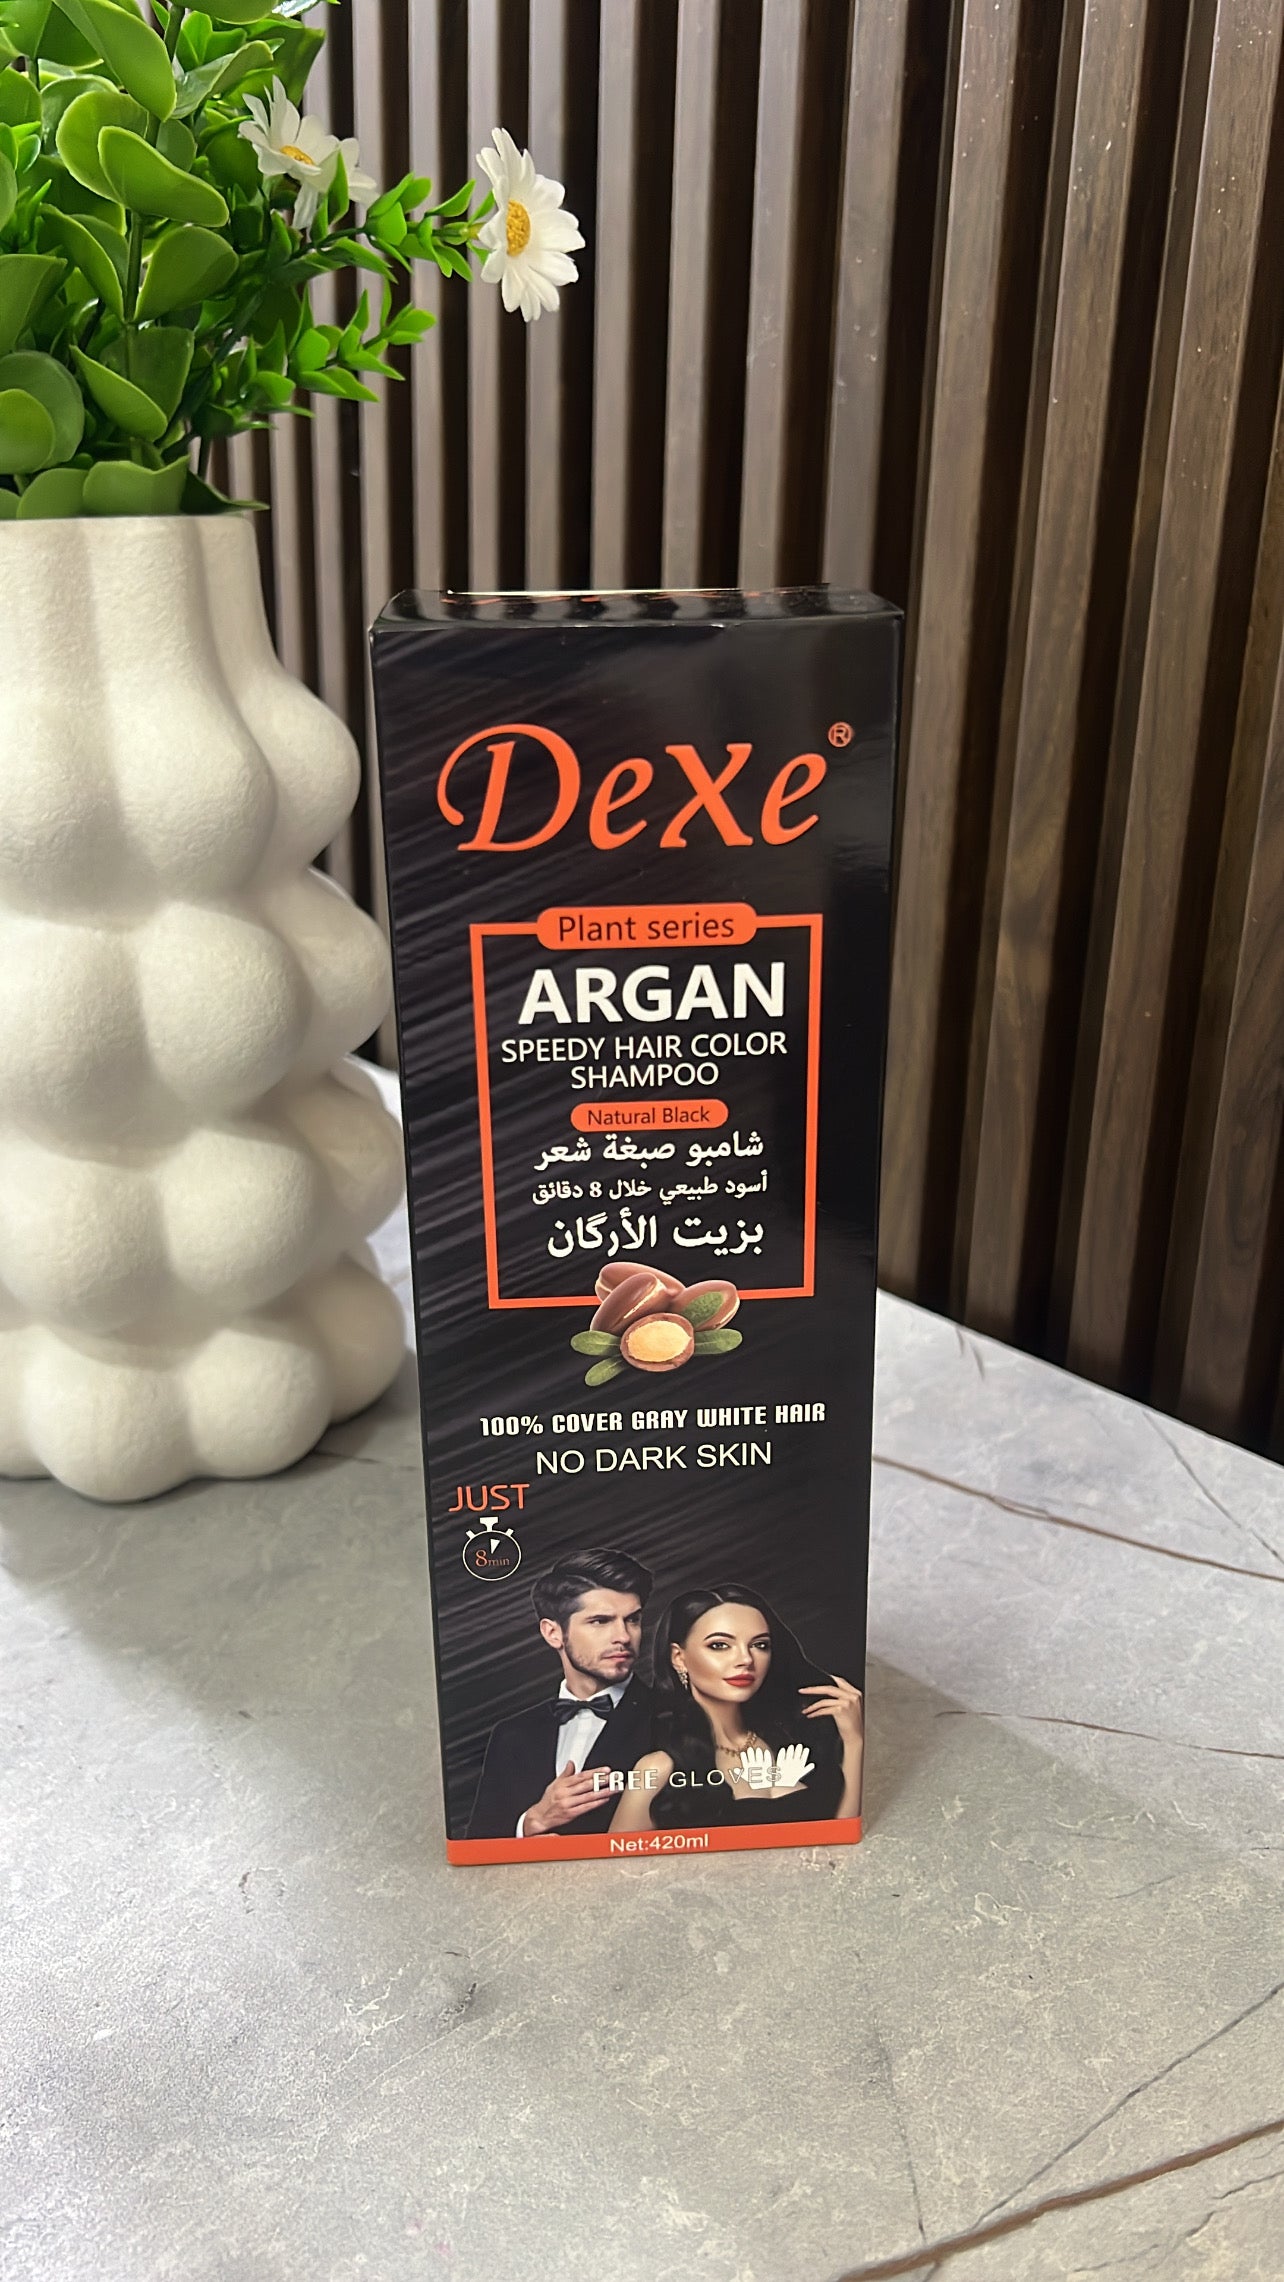 Dexe®
Plant series
ARGAN
SPEEDY HAIR COLOR
SHAMPOO
Natural Black
شامبو صبغة شعر
أسود طبيعي خلال 8 دقائق
بزيت الأرگان
100% COVER GRAY WHITE HAIR
NO DARK SKIN
JUST
8min
FREE GLOVES
Net:420ml